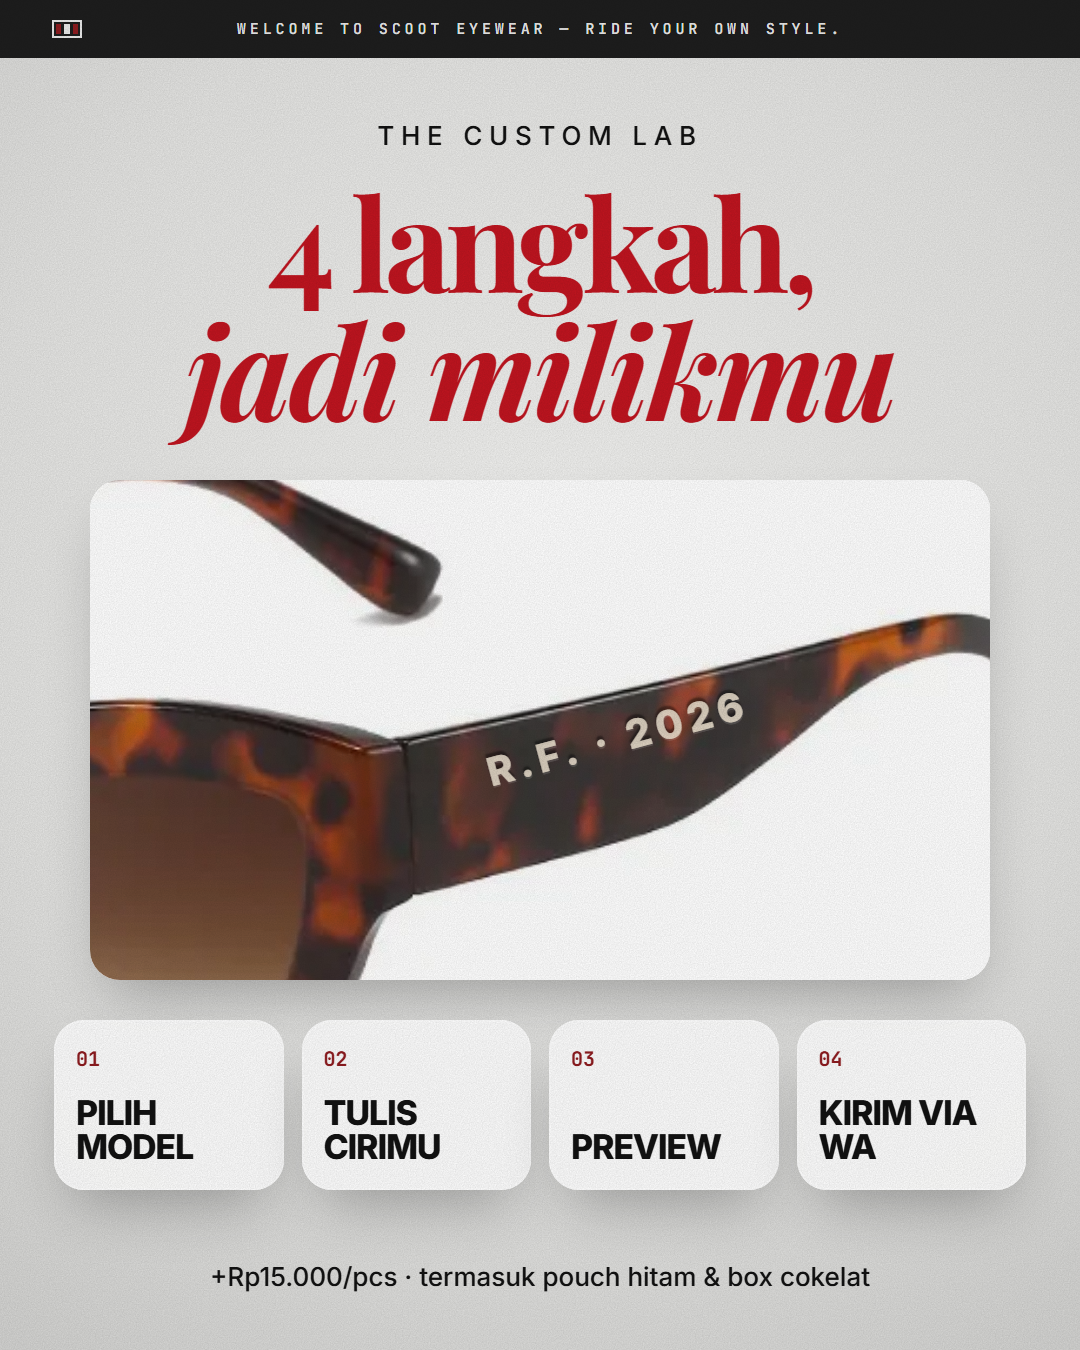 WELCOME TO SCOOT EYEWEAR — RIDE YOUR OWN STYLE.
THE CUSTOM LAB
4 langkah,
jadi milikmu
R.F. · 2026
01
PILIH
MODEL
02
TULIS
CIRIMU
03
PREVIEW
04
KIRIM VIA
WA
+Rp15.000/pcs · termasuk pouch hitam & box cokelat